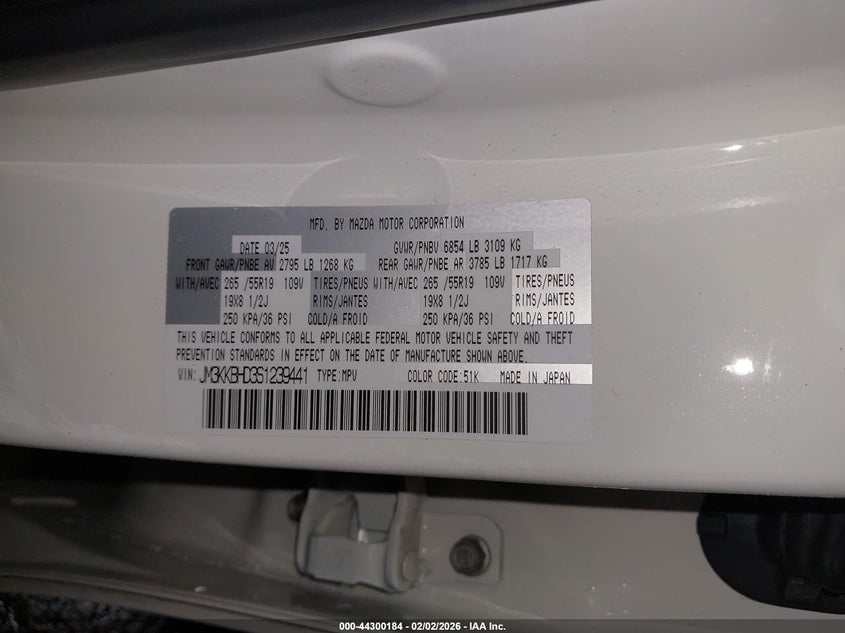 MFD. BY MAZDA MOTOR CORPORATION
DATE 03/25 GVWR/PNBV 6854 LB 3109 KG
FRONT GAWR/PNBE AV 2795 LB 1268 KG REAR GAWR/PNBE AR 3785 LB 1717 KG
WITH/AVEC 265 /55R19 109V TIRES/PNEUS WITH/AVEC 265 /55R19 109V TIRES/PNEUS
19X8 1/2J RIMS/JANTES 19X8 1/2J RIMS/JANTES
250 KPA/36 PSI COLD/A FROID 250 KPA/36 PSI COLD/A FROID
THIS VEHICLE CONFORMS TO ALL APPLICABLE FEDERAL MOTOR VEHICLE SAFETY AND THEFT
PREVENTION STANDARDS IN EFFECT ON THE DATE OF MANUFACTURE SHOWN ABOVE.
VIN: JM3KKBHD3S1239441 TYPE:MPV COLOR CODE:51K MADE IN JAPAN
000-44300184 - 02/02/2026 - IAA Inc.